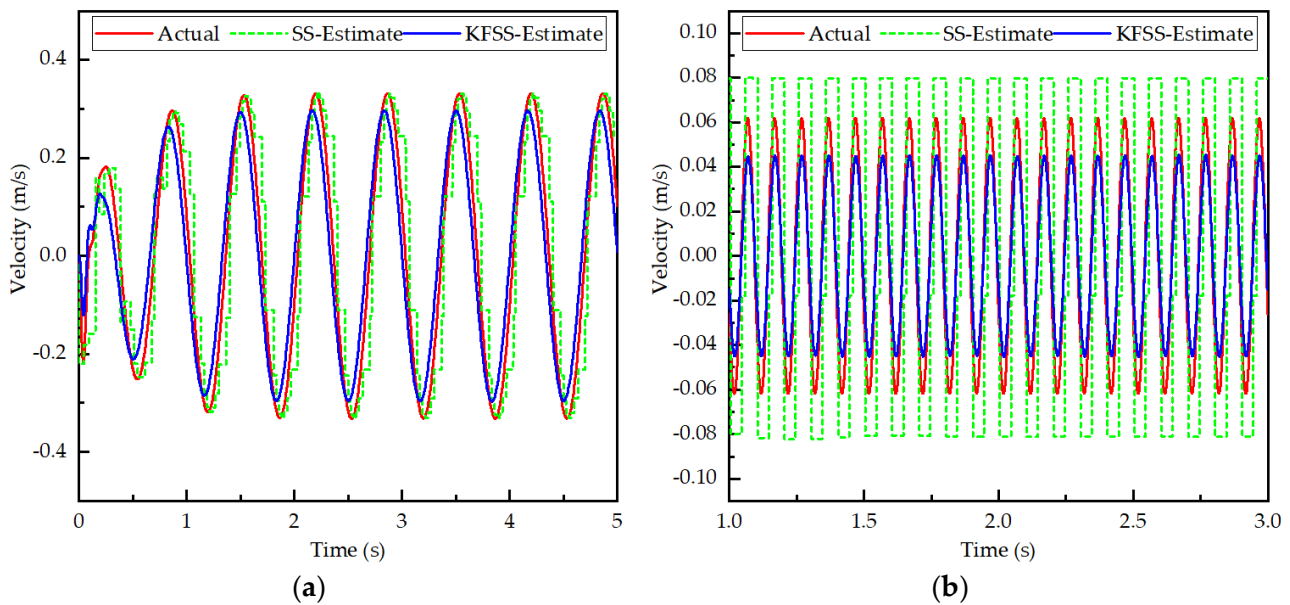 Actual SS-Estimate KFSS-Estimate
0.4
0.2
0.0
-0.2
-0.4
Velocity (m/s)
0 1 2 3 4 5
Time (s)
(a)
Actual SS-Estimate KFSS-Estimate
0.10
0.08
0.06
0.04
0.02
0.00
-0.02
-0.04
-0.06
-0.08
-0.10
Velocity (m/s)
1.0 1.5 2.0 2.5 3.0
Time (s)
(b)